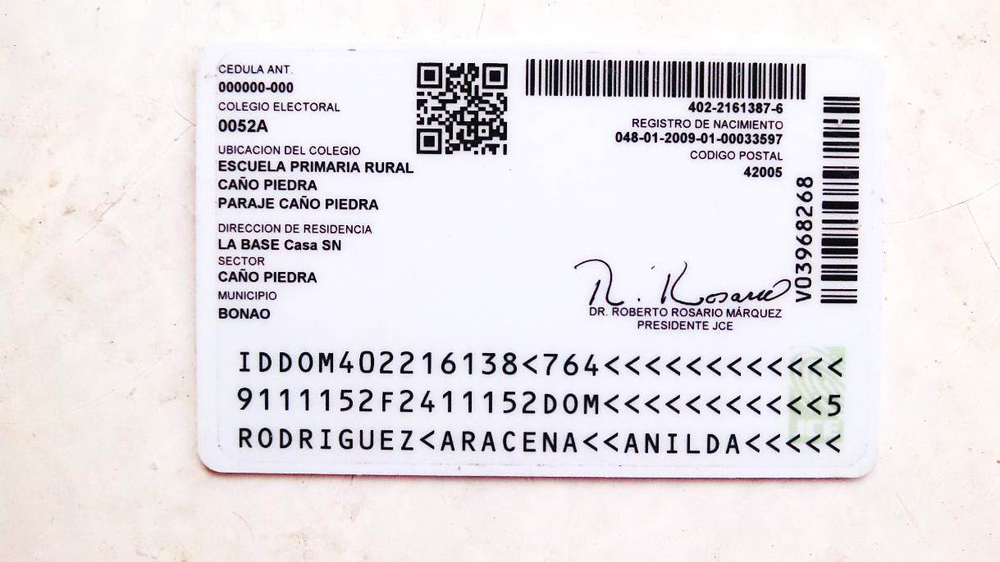 CEDULA ANT.
000000-000
COLEGIO ELECTORAL
0052A
UBICACION DEL COLEGIO
ESCUELA PRIMARIA RURAL
CAÑO PIEDRA
PARAJE CAÑO PIEDRA
DIRECCION DE RESIDENCIA
LA BASE Casa SN
SECTOR
CAÑO PIEDRA
MUNICIPIO
BONAO
402-2161387-6
REGISTRO DE NACIMIENTO
048-01-2009-01-00033597
CODIGO POSTAL
42005
V03968268
R. Rosario
DR. ROBERTO ROSARIO MÁRQUEZ
PRESIDENTE JCE
IDDOM402216138<764<<<<<<<<<<<<
9111152F2411152DOM<<<<<<<<<<<5
RODRIGUEZ<ARACENA<<ANILDA<<<<<